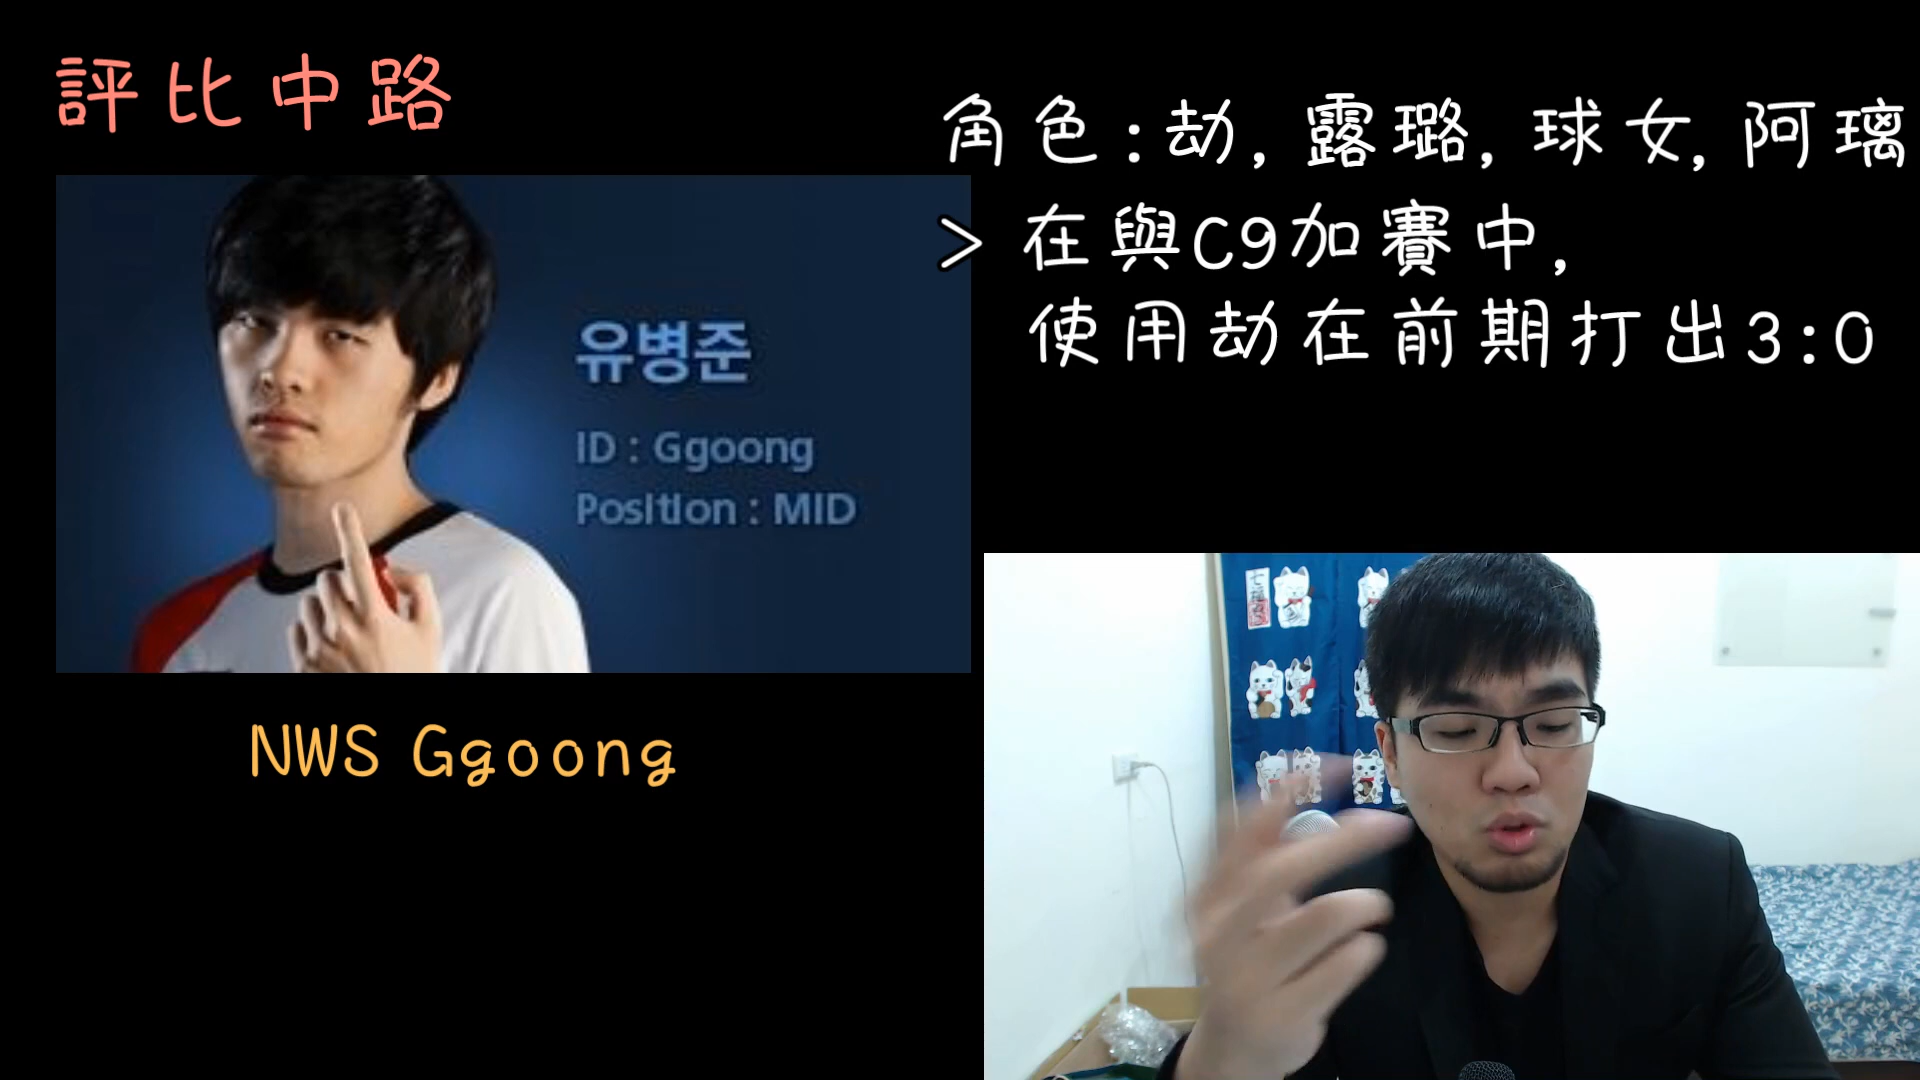 評比中路
角色:劫,露璐,球女,阿璃
> 在與C9加賽中,
使用劫在前期打出3:0
유병준
ID : Ggoong
Position : MID
NWS Ggoong